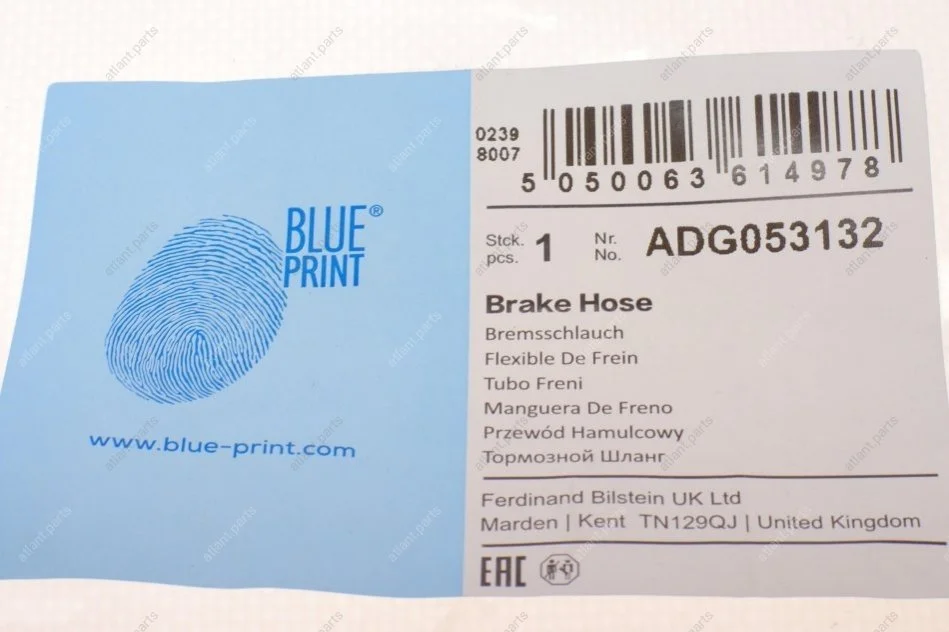 BLUE®
PRINT
www.blue-print.com
0239
8007
5 050063 614978
Stck.
pcs.
1
Nr.
No.
ADG053132
Brake Hose
Bremsschlauch
Flexible De Frein
Tubo Freni
Manguera De Freno
Przewód Hamulcowy
Тормозной Шланг
Ferdinand Bilstein UK Ltd
Marden | Kent TN129QJ | United Kingdom
EAC
atlant.parts